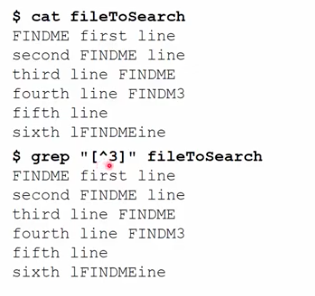 $ cat fileToSearch
FINDME first line
second FINDME line
third line FINDME
fourth line FINDM3
fifth line
sixth lFINDMEine
$ grep "[^3]" fileToSearch
FINDME first line
second FINDME line
third line FINDME
fourth line FINDM3
fifth line
sixth lFINDMEine